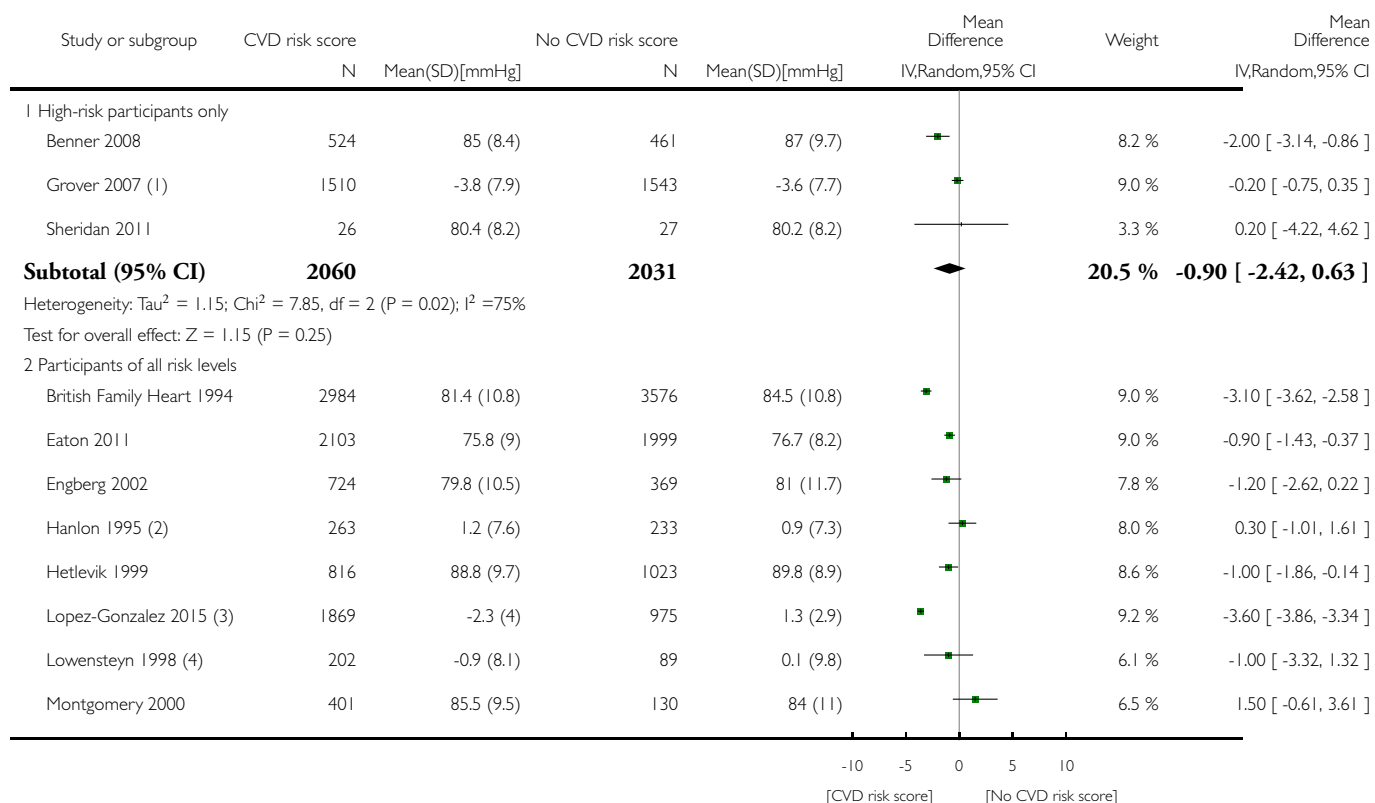 Study or subgroup CVD risk score No CVD risk score Mean Difference Weight Mean Difference
N Mean(SD)[mmHg] N Mean(SD)[mmHg] IV,Random,95% CI IV,Random,95% CI
1 High-risk participants only
Benner 2008 524 85 (8.4) 461 87 (9.7) 8.2 % -2.00 [ -3.14, -0.86 ]
Grover 2007 (1) 1510 -3.8 (7.9) 1543 -3.6 (7.7) 9.0 % -0.20 [ -0.75, 0.35 ]
Sheridan 2011 26 80.4 (8.2) 27 80.2 (8.2) 3.3 % 0.20 [ -4.22, 4.62 ]
Subtotal (95% CI) 2060 2031 20.5 % -0.90 [ -2.42, 0.63 ]
Heterogeneity: Tau² = 1.15; Chi² = 7.85, df = 2 (P = 0.02); I² =75%
Test for overall effect: Z = 1.15 (P = 0.25)
2 Participants of all risk levels
British Family Heart 1994 2984 81.4 (10.8) 3576 84.5 (10.8) 9.0 % -3.10 [ -3.62, -2.58 ]
Eaton 2011 2103 75.8 (9) 1999 76.7 (8.2) 9.0 % -0.90 [ -1.43, -0.37 ]
Engberg 2002 724 79.8 (10.5) 369 81 (11.7) 7.8 % -1.20 [ -2.62, 0.22 ]
Hanlon 1995 (2) 263 1.2 (7.6) 233 0.9 (7.3) 8.0 % 0.30 [ -1.01, 1.61 ]
Hetlevik 1999 816 88.8 (9.7) 1023 89.8 (8.9) 8.6 % -1.00 [ -1.86, -0.14 ]
Lopez-Gonzalez 2015 (3) 1869 -2.3 (4) 975 1.3 (2.9) 9.2 % -3.60 [ -3.86, -3.34 ]
Lowensteyn 1998 (4) 202 -0.9 (8.1) 89 0.1 (9.8) 6.1 % -1.00 [ -3.32, 1.32 ]
Montgomery 2000 401 85.5 (9.5) 130 84 (11) 6.5 % 1.50 [ -0.61, 3.61 ]
-10 -5 0 5 10
[CVD risk score] [No CVD risk score]